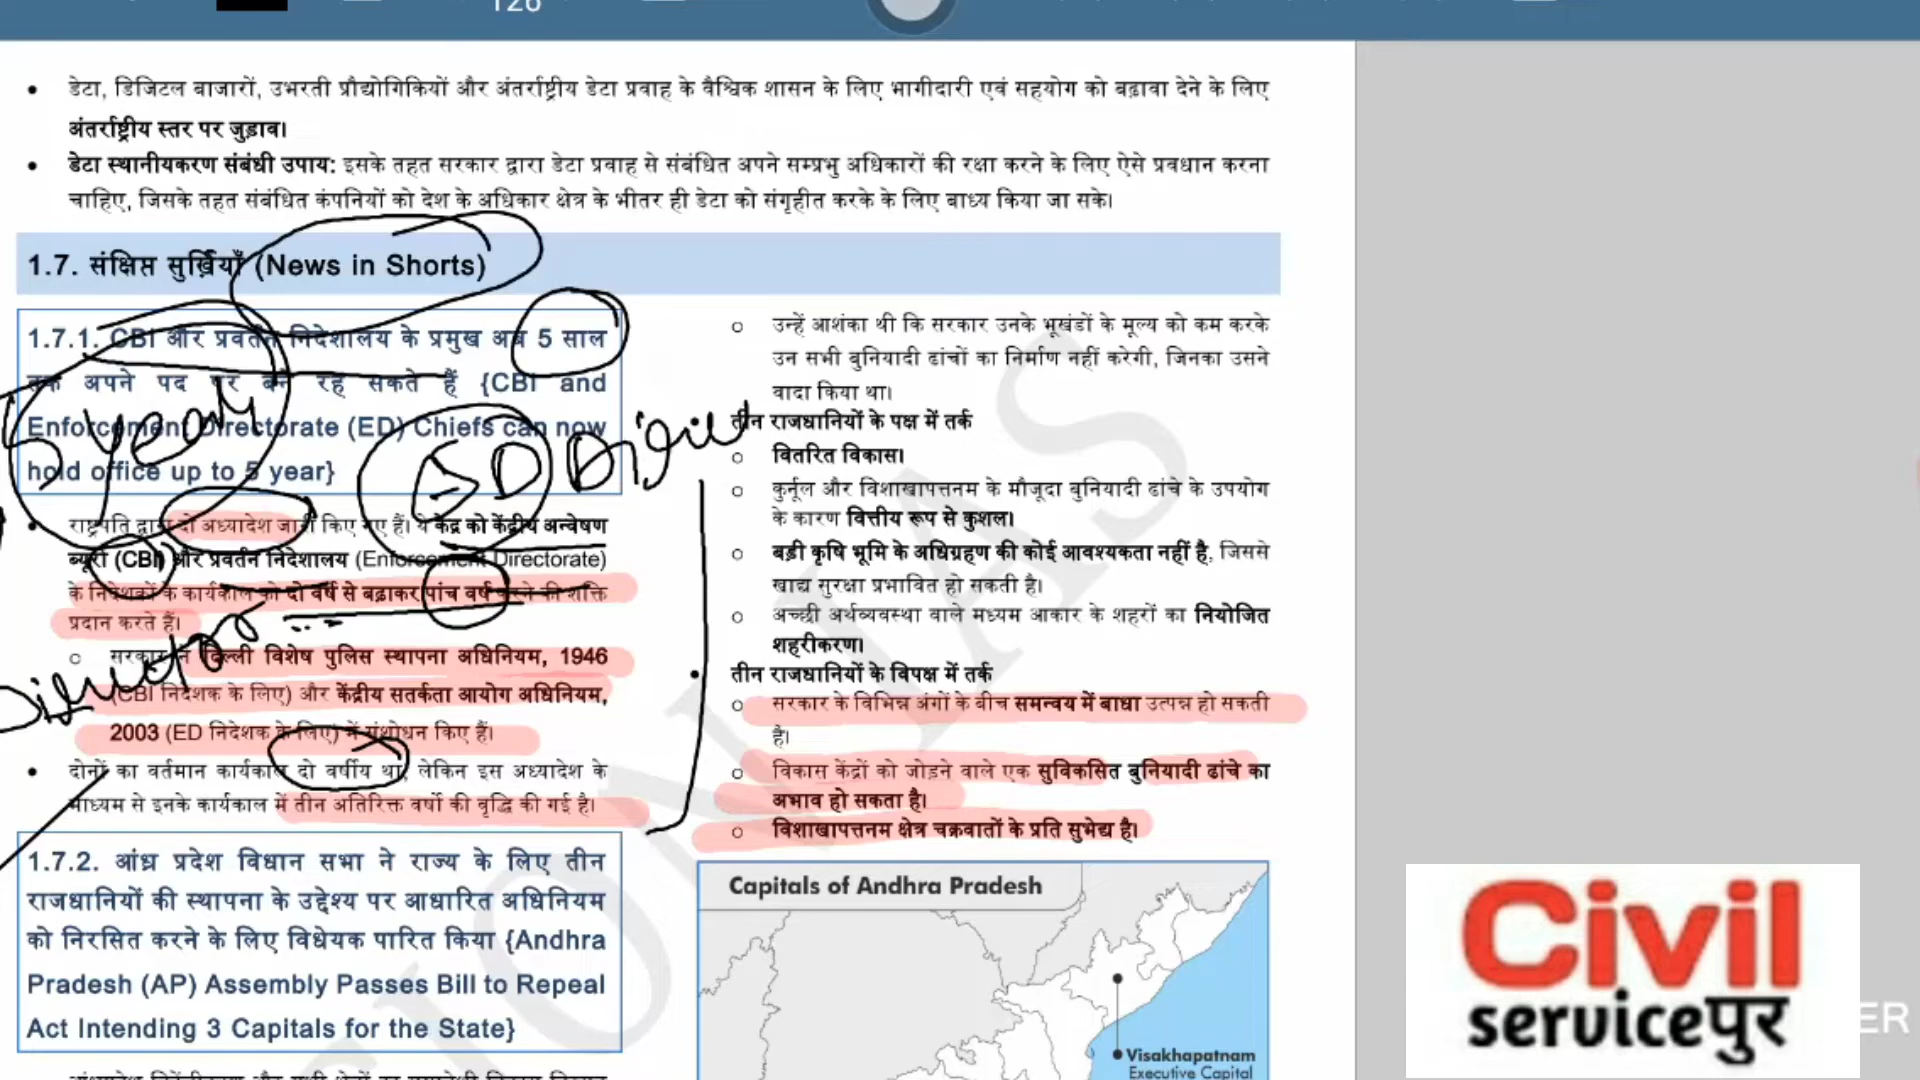 126
• डेटा, डिजिटल बाजारों, उभरती प्रौद्योगिकियों और अंतर्राष्ट्रीय डेटा प्रवाह के वैश्विक शासन के लिए भागीदारी एवं सहयोग को बढ़ावा देने के लिए
अंतर्राष्ट्रीय स्तर पर जुड़ाव।
• डेटा स्थानीयकरण संबंधी उपाय: इसके तहत सरकार द्वारा डेटा प्रवाह से संबंधित अपने सम्प्रभु अधिकारों की रक्षा करने के लिए ऐसे प्रवधान करना
चाहिए, जिसके तहत संबंधित कंपनियों को देश के अधिकार क्षेत्र के भीतर ही डेटा को संगृहीत करके के लिए बाध्य किया जा सके।
1.7. संक्षिप्त सुर्ख़ियाँ (News in Shorts)
1.7.1. CBI और प्रवर्तन निदेशालय के प्रमुख अब 5 साल
तक अपने पद पर बने रह सकते हैं {CBI and
Enforcement Directorate (ED) Chiefs can now
hold office up to 5 year}
5 year
ED
Director
• राष्ट्रपति द्वारा दो अध्यादेश जारी किए गए हैं। ये केंद्र को केंद्रीय अन्वेषण
ब्यूरो (CBI) और प्रवर्तन निदेशालय (Enforcement Directorate)
के निदेशकों के कार्यकाल को दो वर्ष से बढ़ाकर पांच वर्ष करने की शक्ति
प्रदान करते हैं।
o सरकार ने दिल्ली विशेष पुलिस स्थापना अधिनियम, 1946
(CBI निदेशक के लिए) और केंद्रीय सतर्कता आयोग अधिनियम,
2003 (ED निदेशक के लिए) में संशोधन किए हैं।
• दोनों का वर्तमान कार्यकाल दो वर्षीय था, लेकिन इस अध्यादेश के
माध्यम से इनके कार्यकाल में तीन अतिरिक्त वर्षो की वृद्धि की गई है।
1.7.2. आंध्र प्रदेश विधान सभा ने राज्य के लिए तीन
राजधानियों की स्थापना के उद्देश्य पर आधारित अधिनियम
को निरसित करने के लिए विधेयक पारित किया {Andhra
Pradesh (AP) Assembly Passes Bill to Repeal
Act Intending 3 Capitals for the State}
o उन्हें आशंका थी कि सरकार उनके भूखंडों के मूल्य को कम करके
उन सभी बुनियादी ढांचों का निर्माण नहीं करेगी, जिनका उसने
वादा किया था।
• तीन राजधानियों के पक्ष में तर्क
o वितरित विकास।
o कुर्नूल और विशाखापत्तनम के मौजूदा बुनियादी ढांचे के उपयोग
के कारण वित्तीय रूप से कुशल।
o बड़ी कृषि भूमि के अधिग्रहण की कोई आवश्यकता नहीं है, जिससे
खाद्य सुरक्षा प्रभावित हो सकती है।
o अच्छी अर्थव्यवस्था वाले मध्यम आकार के शहरों का नियोजित
शहरीकरण।
• तीन राजधानियों के विपक्ष में तर्क
o सरकार के विभिन्न अंगों के बीच समन्वय में बाधा उत्पन्न हो सकती
है।
o विकास केंद्रों को जोड़ने वाले एक सुविकसित बुनियादी ढांचे का
अभाव हो सकता है।
o विशाखापत्तनम क्षेत्र चक्रवातों के प्रति सुभेद्य है।
Capitals of Andhra Pradesh
Visakhapatnam
Executive Capital
Civil
serviceपुर
ER